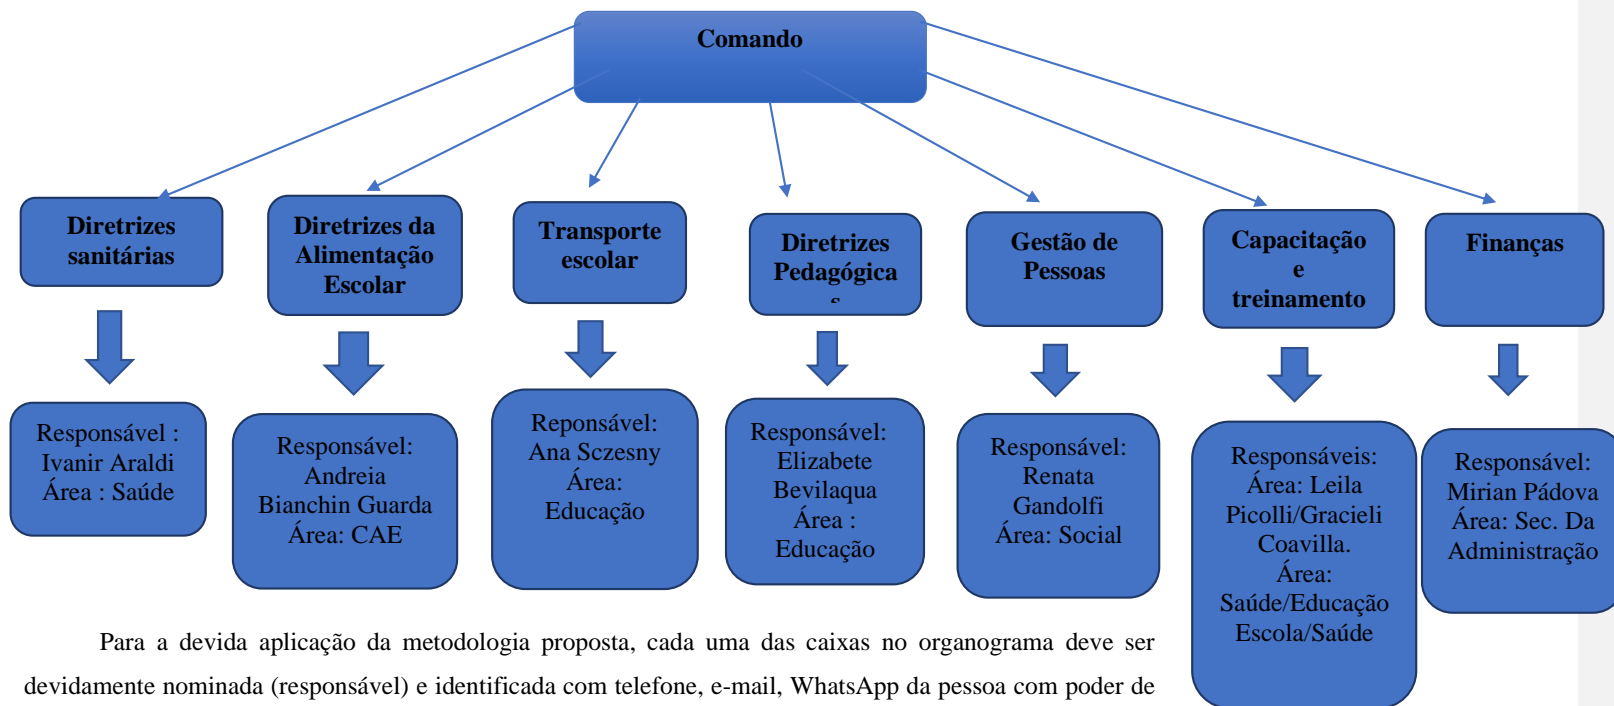 Comando
Diretrizes
sanitárias
Diretrizes da
Alimentação
Escolar
Transporte
escolar
Diretrizes
Pedagógica
s
Gestão de
Pessoas
Capacitação
e
treinamento
Finanças
Responsável :
Ivanir Araldi
Área : Saúde
Responsável:
Andreia
Bianchin Guarda
Área: CAE
Reponsável:
Ana Sczesny
Área:
Educação
Responsável:
Elizabete
Bevilaqua
Área :
Educação
Responsável:
Renata
Gandolfi
Área: Social
Responsáveis:
Área: Leila
Picolli/Gracieli
Coavilla.
Área:
Saúde/Educação
Escola/Saúde
Responsável:
Mirian Pádova
Área: Sec. Da
Administração
Para a devida aplicação da metodologia proposta, cada uma das caixas no organograma deve ser
devidamente nominada (responsável) e identificada com telefone, e-mail, WhatsApp da pessoa com poder de